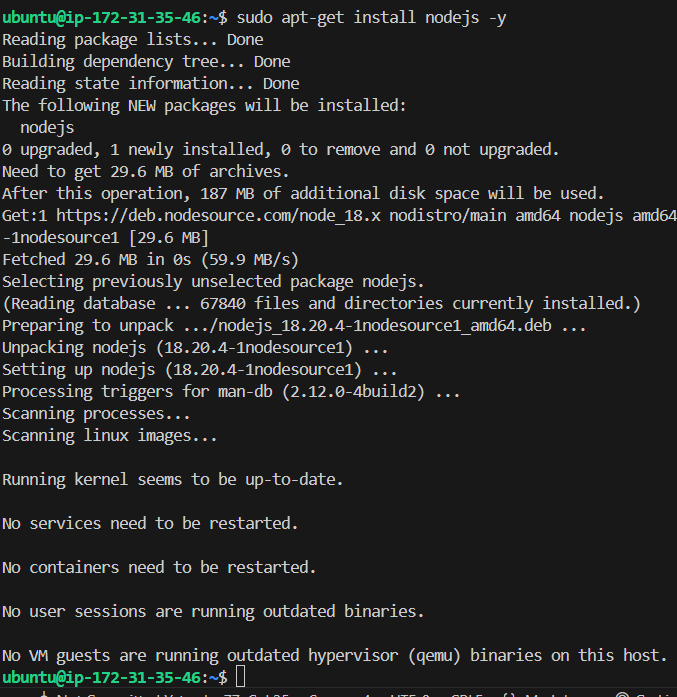 ubuntu@ip-172-31-35-46:~$ sudo apt-get install nodejs -y
Reading package lists... Done
Building dependency tree... Done
Reading state information... Done
The following NEW packages will be installed:
  nodejs
0 upgraded, 1 newly installed, 0 to remove and 0 not upgraded.
Need to get 29.6 MB of archives.
After this operation, 187 MB of additional disk space will be used.
Get:1 https://deb.nodesource.com/node_18.x nodistro/main amd64 nodejs amd64
-1nodesource1 [29.6 MB]
Fetched 29.6 MB in 0s (59.9 MB/s)
Selecting previously unselected package nodejs.
(Reading database ... 67840 files and directories currently installed.)
Preparing to unpack .../nodejs_18.20.4-1nodesource1_amd64.deb ...
Unpacking nodejs (18.20.4-1nodesource1) ...
Setting up nodejs (18.20.4-1nodesource1) ...
Processing triggers for man-db (2.12.0-4build2) ...
Scanning processes...
Scanning linux images...
Running kernel seems to be up-to-date.
No services need to be restarted.
No containers need to be restarted.
No user sessions are running outdated binaries.
No VM guests are running outdated hypervisor (qemu) binaries on this host.
ubuntu@ip-172-31-35-46:~$